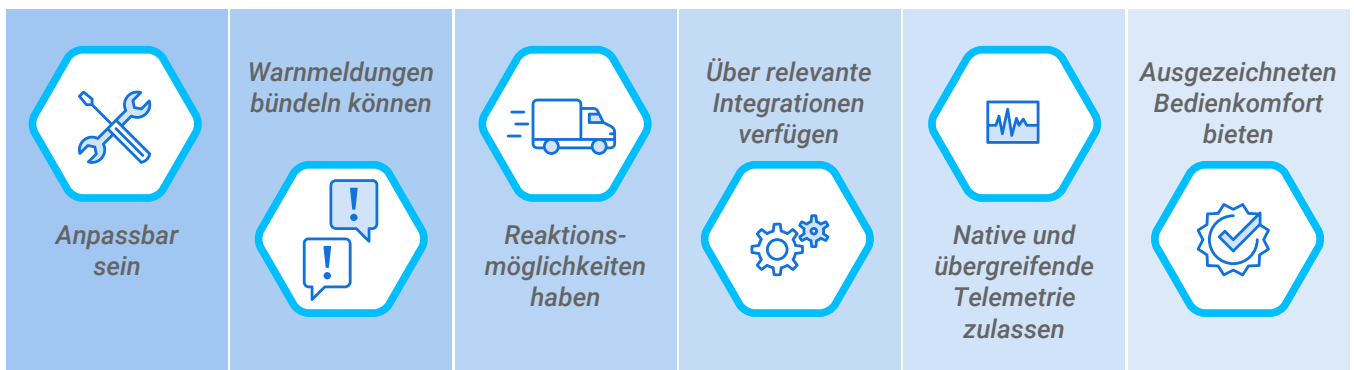 Anpassbar
sein
Warnmeldungen
bündeln können
!
!
Reaktions-
möglichkeiten
haben
Über relevante
Integrationen
verfügen
Native und
übergreifende
Telemetrie
zulassen
Ausgezeichneten
Bedienkomfort
bieten